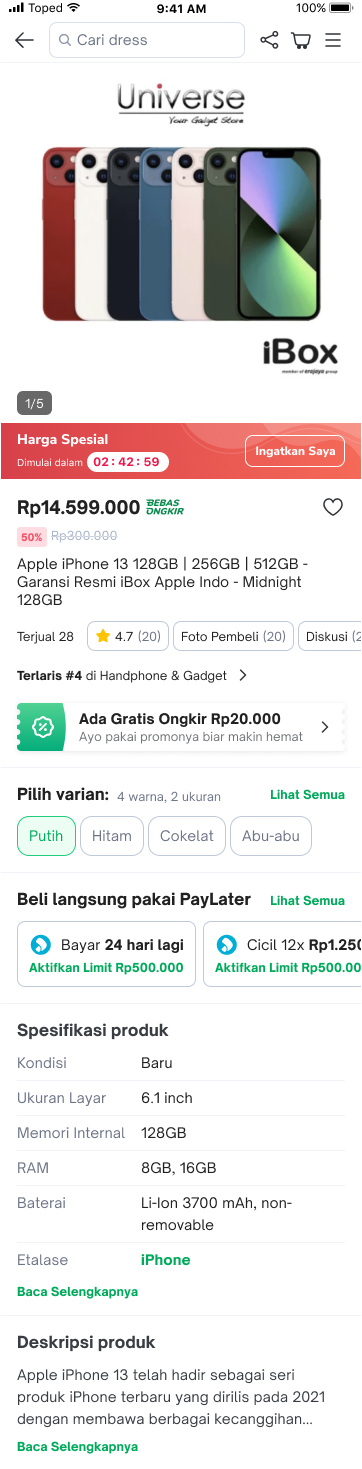 Toped 9:41 AM 100%
Cari dress
Universe
Your Gadget Store
iBox
member of erajaya group
1/5
Harga Spesial
Dimulai dalam 02 : 42 : 59
Ingatkan Saya
Rp14.599.000 BEBAS ONGKIR
50% Rp300.000
Apple iPhone 13 128GB | 256GB | 512GB -
Garansi Resmi iBox Apple Indo - Midnight
128GB
Terjual 28 4.7 (20) Foto Pembeli (20) Diskusi (2
Terlaris #4 di Handphone & Gadget
Ada Gratis Ongkir Rp20.000
Ayo pakai promonya biar makin hemat
Pilih varian: 4 warna, 2 ukuran Lihat Semua
Putih Hitam Cokelat Abu-abu
Beli langsung pakai PayLater Lihat Semua
Bayar 24 hari lagi Cicil 12x Rp1.250
Aktifkan Limit Rp500.000 Aktifkan Limit Rp500.00
Spesifikasi produk
Kondisi Baru
Ukuran Layar 6.1 inch
Memori Internal 128GB
RAM 8GB, 16GB
Baterai Li-Ion 3700 mAh, non-
removable
Etalase iPhone
Baca Selengkapnya
Deskripsi produk
Apple iPhone 13 telah hadir sebagai seri
produk iPhone terbaru yang dirilis pada 2021
dengan membawa berbagai kecanggihan...
Baca Selengkapnya